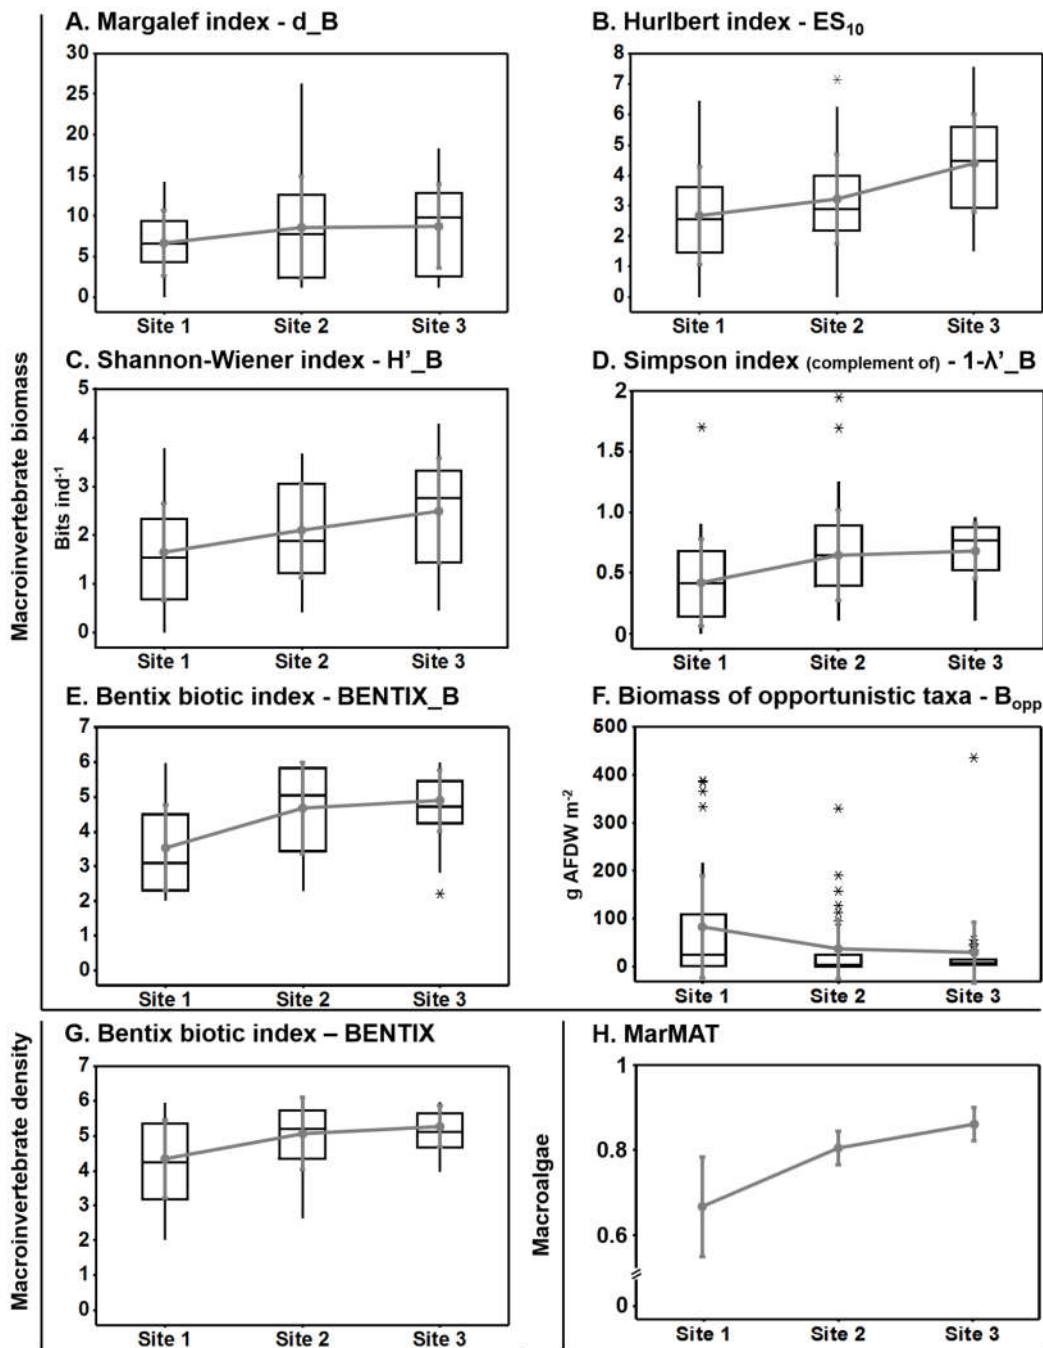 A. Margalef index - d_B
30
25
20
15
10
5
0
Site 1 Site 2 Site 3
B. Hurlbert index - ES₁₀
8
7
6
5
4
3
2
1
0
Site 1 Site 2 Site 3
Macroinvertebrate biomass
C. Shannon-Wiener index - H’_B
Bits ind⁻¹
5
4
3
2
1
0
Site 1 Site 2 Site 3
D. Simpson index (complement of) - 1-λ’_B
2
1.5
1.0
0.5
0
Site 1 Site 2 Site 3
E. Bentix biotic index - BENTIX_B
7
6
5
4
3
2
1
0
Site 1 Site 2 Site 3
F. Biomass of opportunistic taxa - Bₒₚₚ
g AFDW m⁻²
500
400
300
200
100
0
Site 1 Site 2 Site 3
Macroinvertebrate density
G. Bentix biotic index – BENTIX
7
6
5
4
3
2
1
0
Site 1 Site 2 Site 3
Macroalgae
H. MarMAT
1
0.8
0.6
0
Site 1 Site 2 Site 3